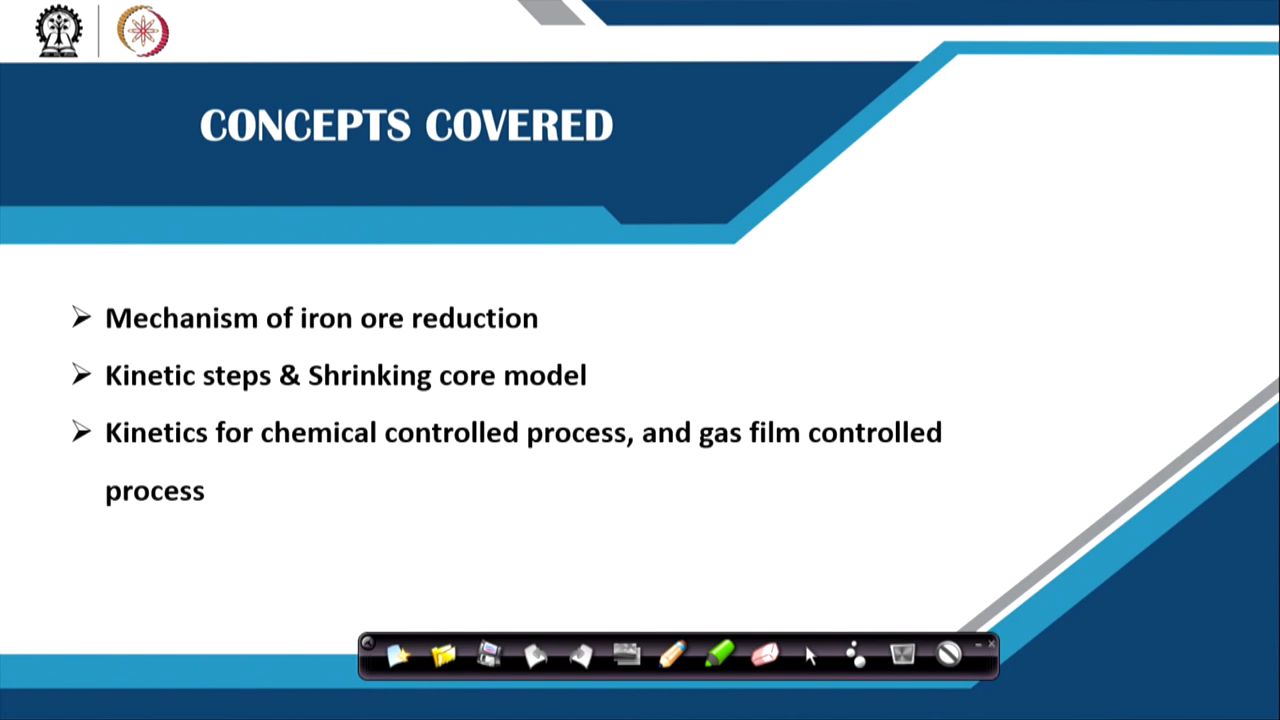 CONCEPTS COVERED
Mechanism of iron ore reduction
Kinetic steps & Shrinking core model
Kinetics for chemical controlled process, and gas film controlled
process